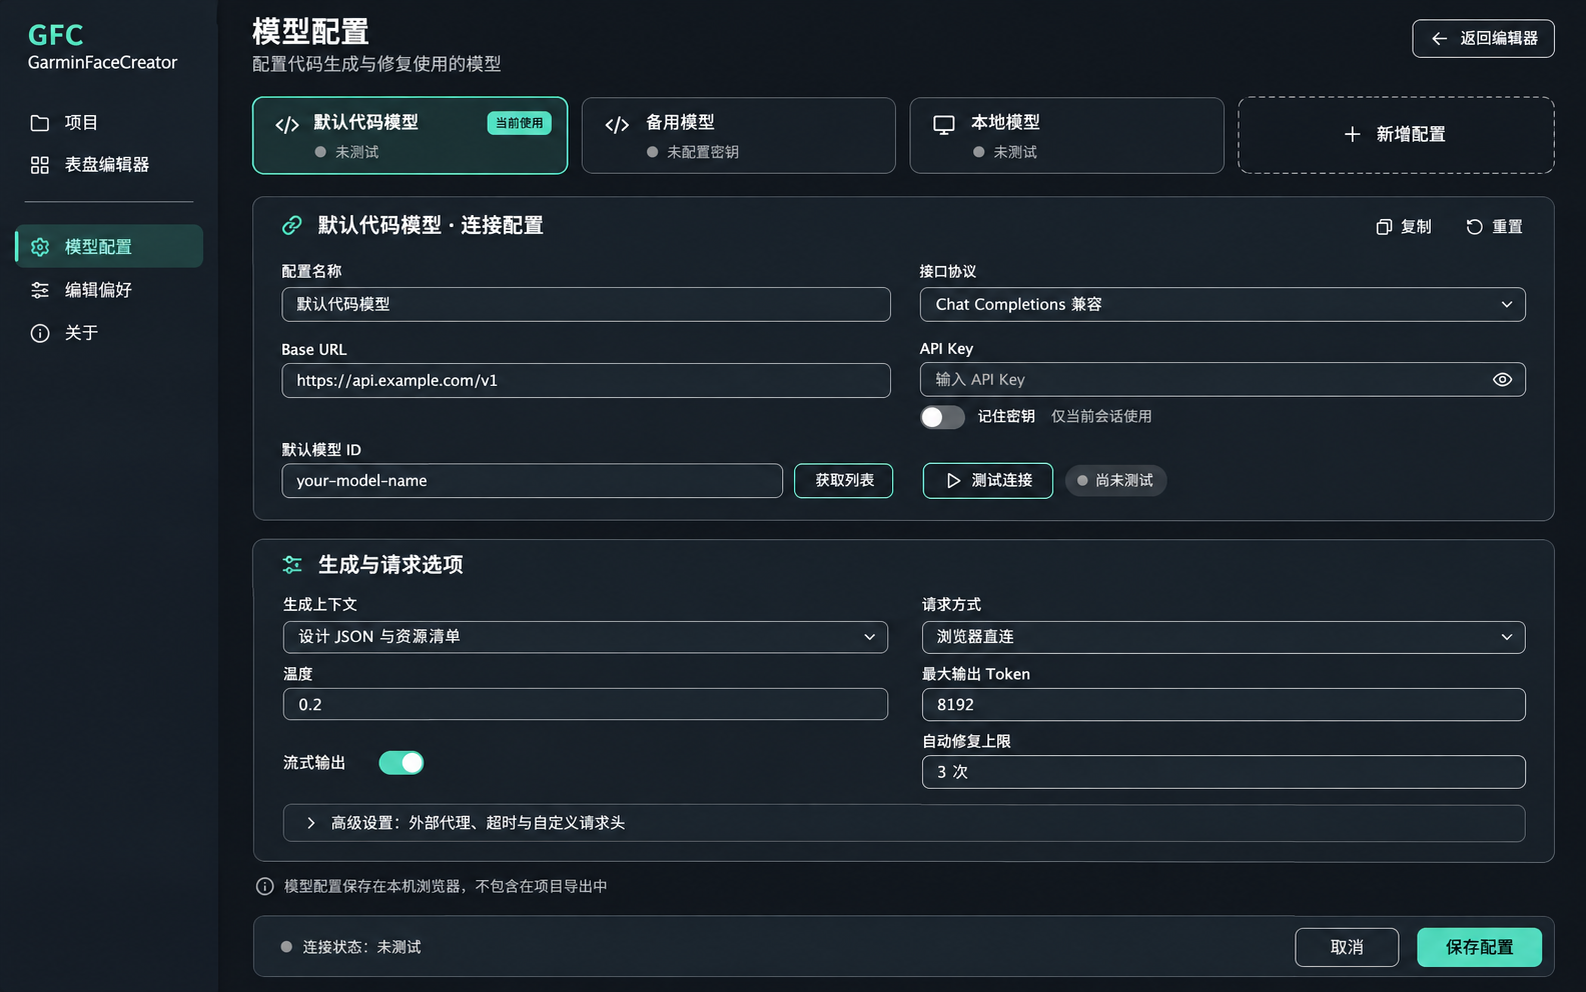 GFC
GarminFaceCreator
项目
表盘编辑器
模型配置
编辑偏好
关于
模型配置
配置代码生成与修复使用的模型
返回编辑器
默认代码模型
当前使用
未测试
备用模型
未配置密钥
本地模型
未测试
新增配置
默认代码模型 · 连接配置
复制
重置
配置名称
默认代码模型
接口协议
Chat Completions 兼容
Base URL
https://api.example.com/v1
API Key
输入 API Key
记住密钥 仅当前会话使用
默认模型 ID
your-model-name
获取列表
测试连接
尚未测试
生成与请求选项
生成上下文
设计 JSON 与资源清单
请求方式
浏览器直连
温度
0.2
最大输出 Token
8192
流式输出
自动修复上限
3 次
高级设置：外部代理、超时与自定义请求头
模型配置保存在本机浏览器，不包含在项目导出中
连接状态：未测试
取消
保存配置